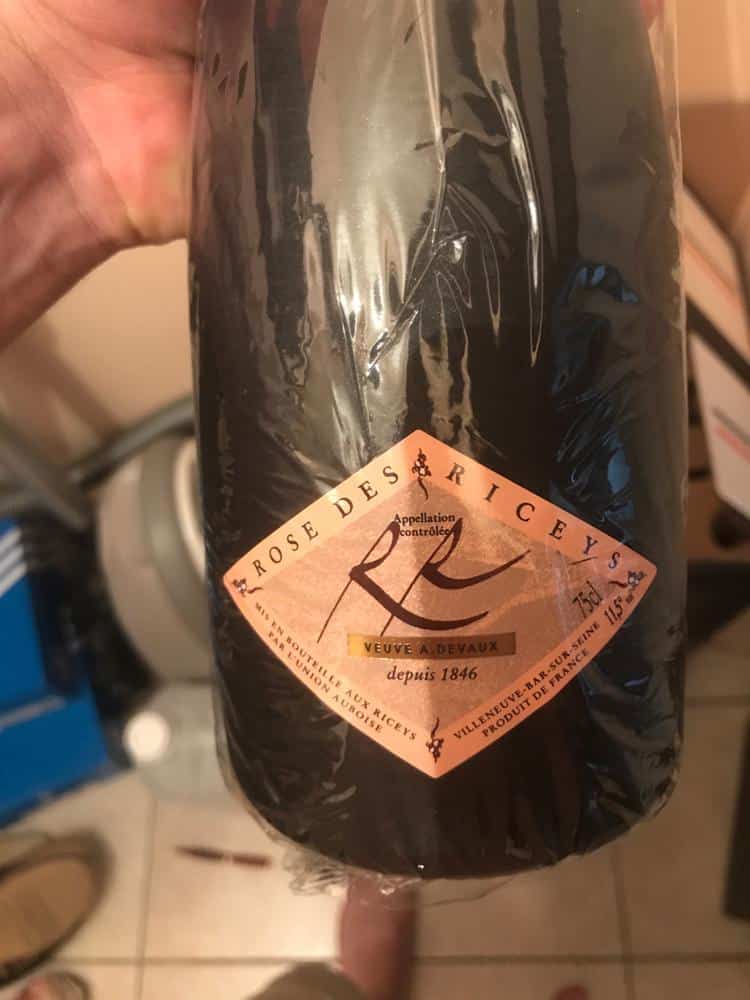 ROSE DES RICEYS
Appellation
contrôlée
RR
VEUVE A. DEVAUX
depuis 1846
75cl
11,5°
MIS EN BOUTEILLE AUX RICEYS
PAR L'UNION AUBOISE
VILLENEUVE-BAR-SUR-SEINE
PRODUIT DE FRANCE